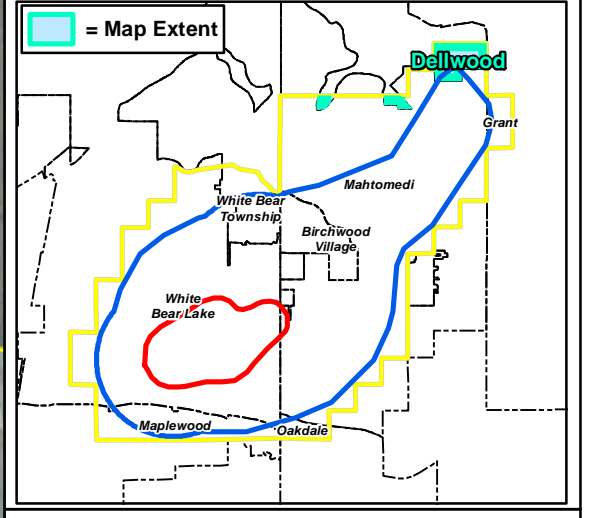 = Map Extent
Dellwood
Grant
Mahtomedi
White Bear
Township
Birchwood
Village
White
Bear Lake
Maplewood
Oakdale